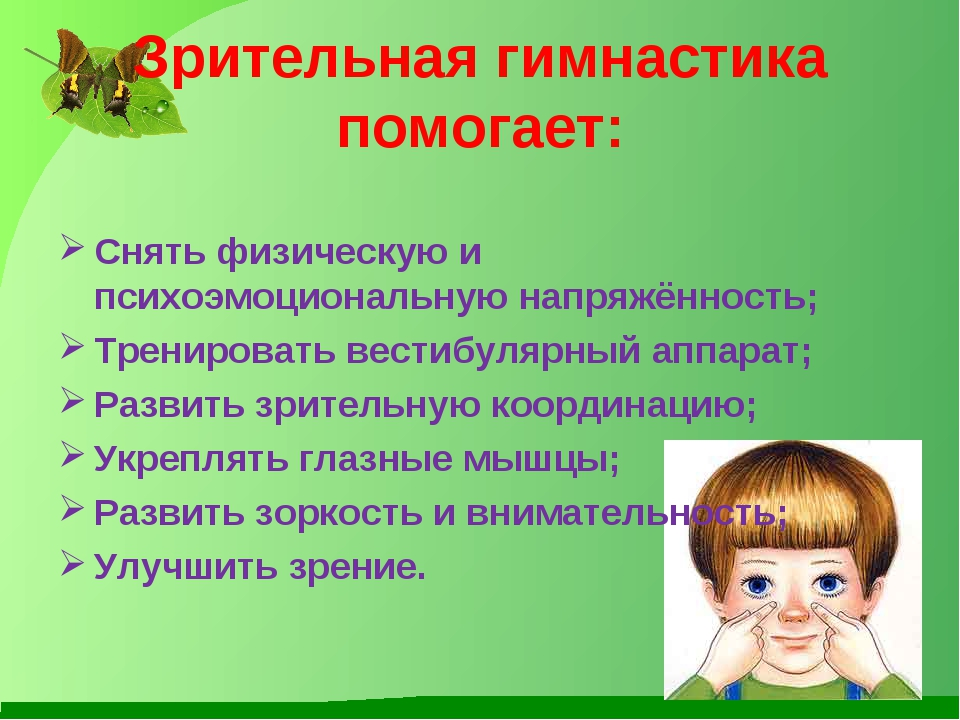 Зрительная гимнастика
помогает:
Снять физическую и
психоэмоциональную напряжённость;
Тренировать вестибулярный аппарат;
Развить зрительную координацию;
Укреплять глазные мышцы;
Развить зоркость и внимательность;
Улучшить зрение.